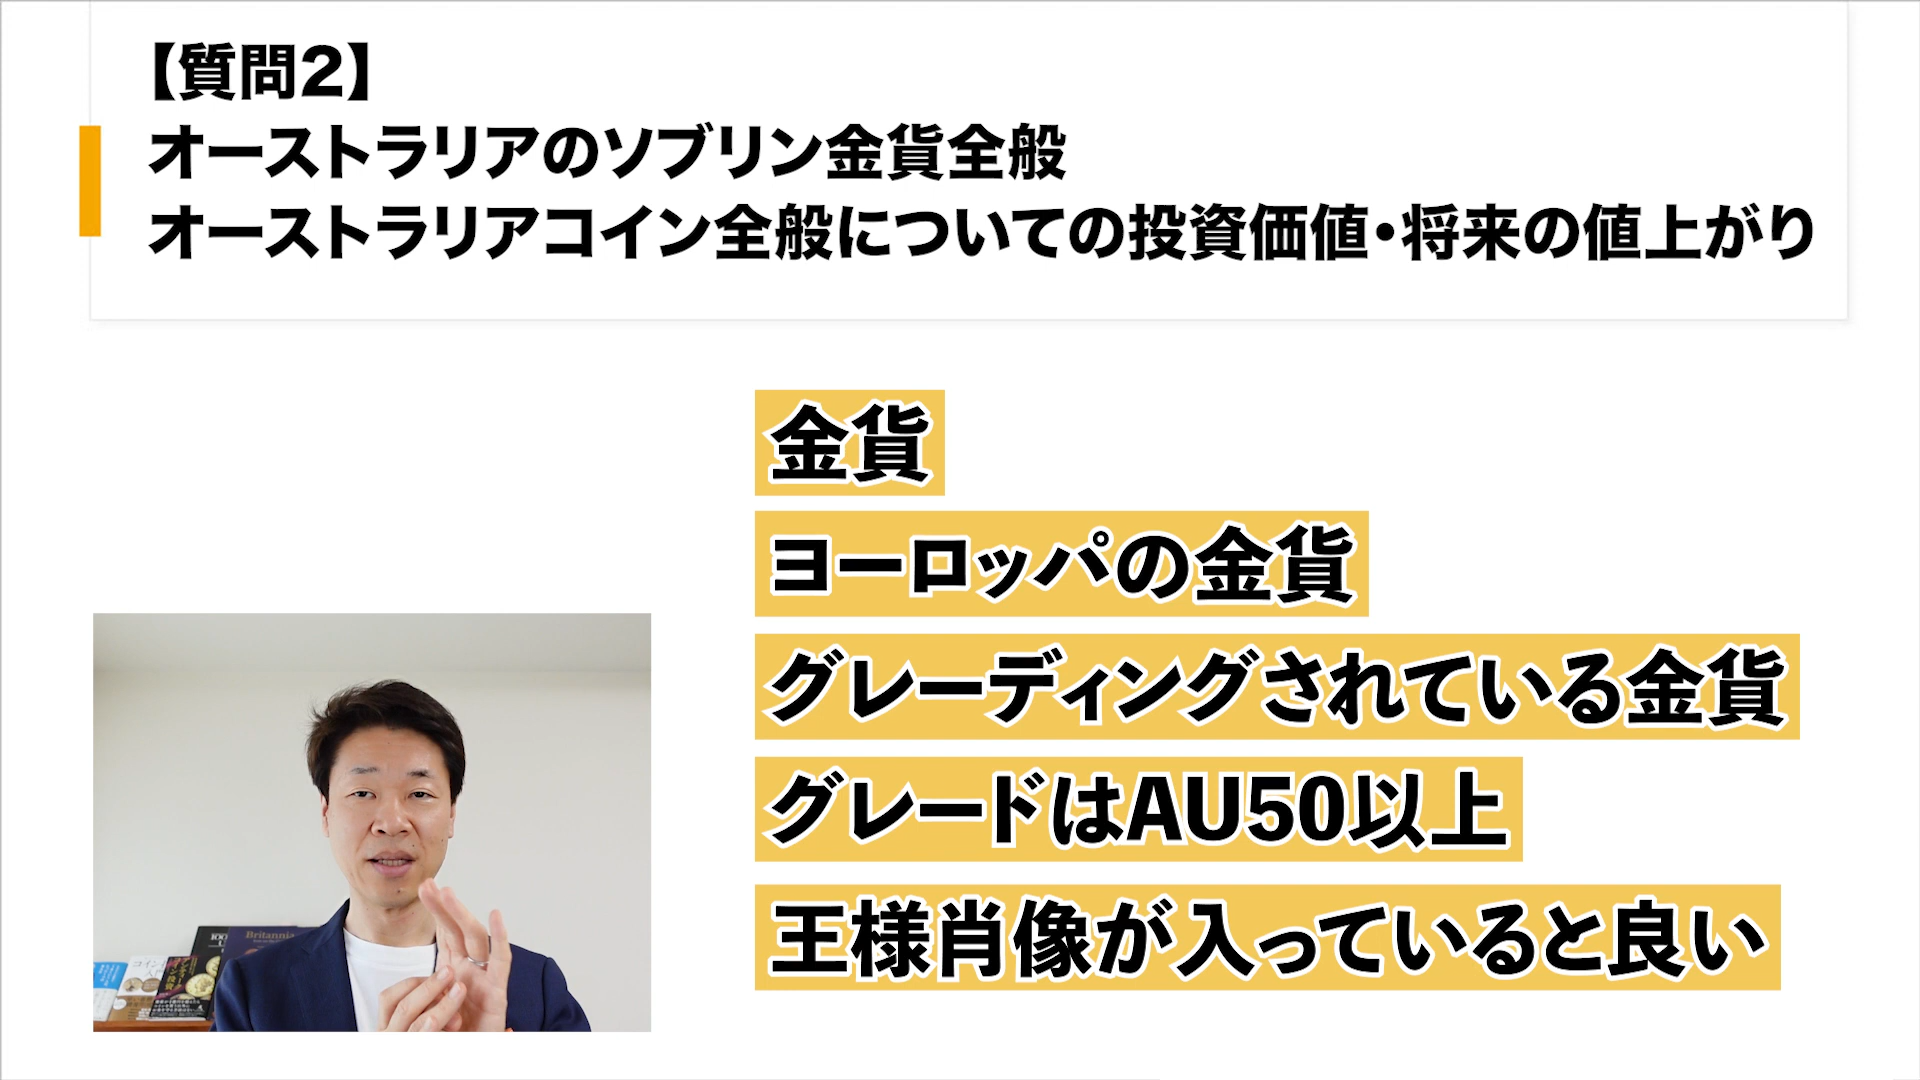 【質問2】
オーストラリアのソブリン金貨全般
オーストラリアコイン全般についての投資価値・将来の値上がり
金貨
ヨーロッパの金貨
グレーディングされている金貨
グレードはAU50以上
王様肖像が入っていると良い
Britannia